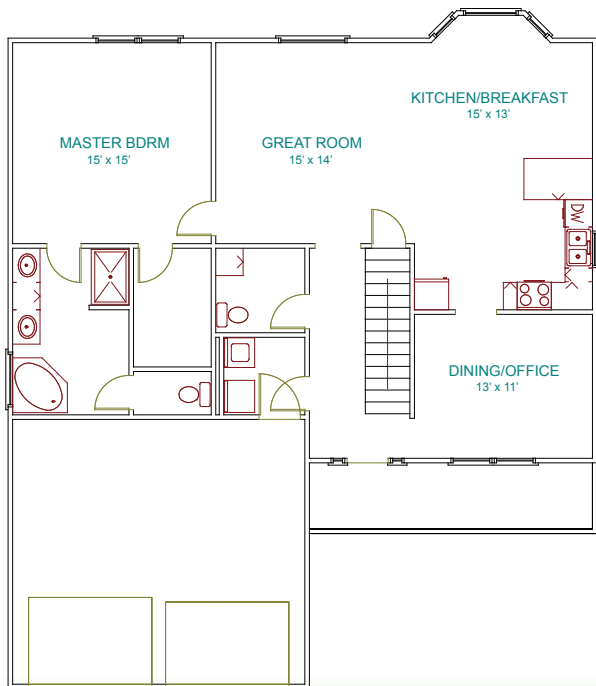 KITCHEN/BREAKFAST
15' x 13'
MASTER BDRM
15' x 15'
GREAT ROOM
15' x 14'
DW
DINING/OFFICE
13' x 11'